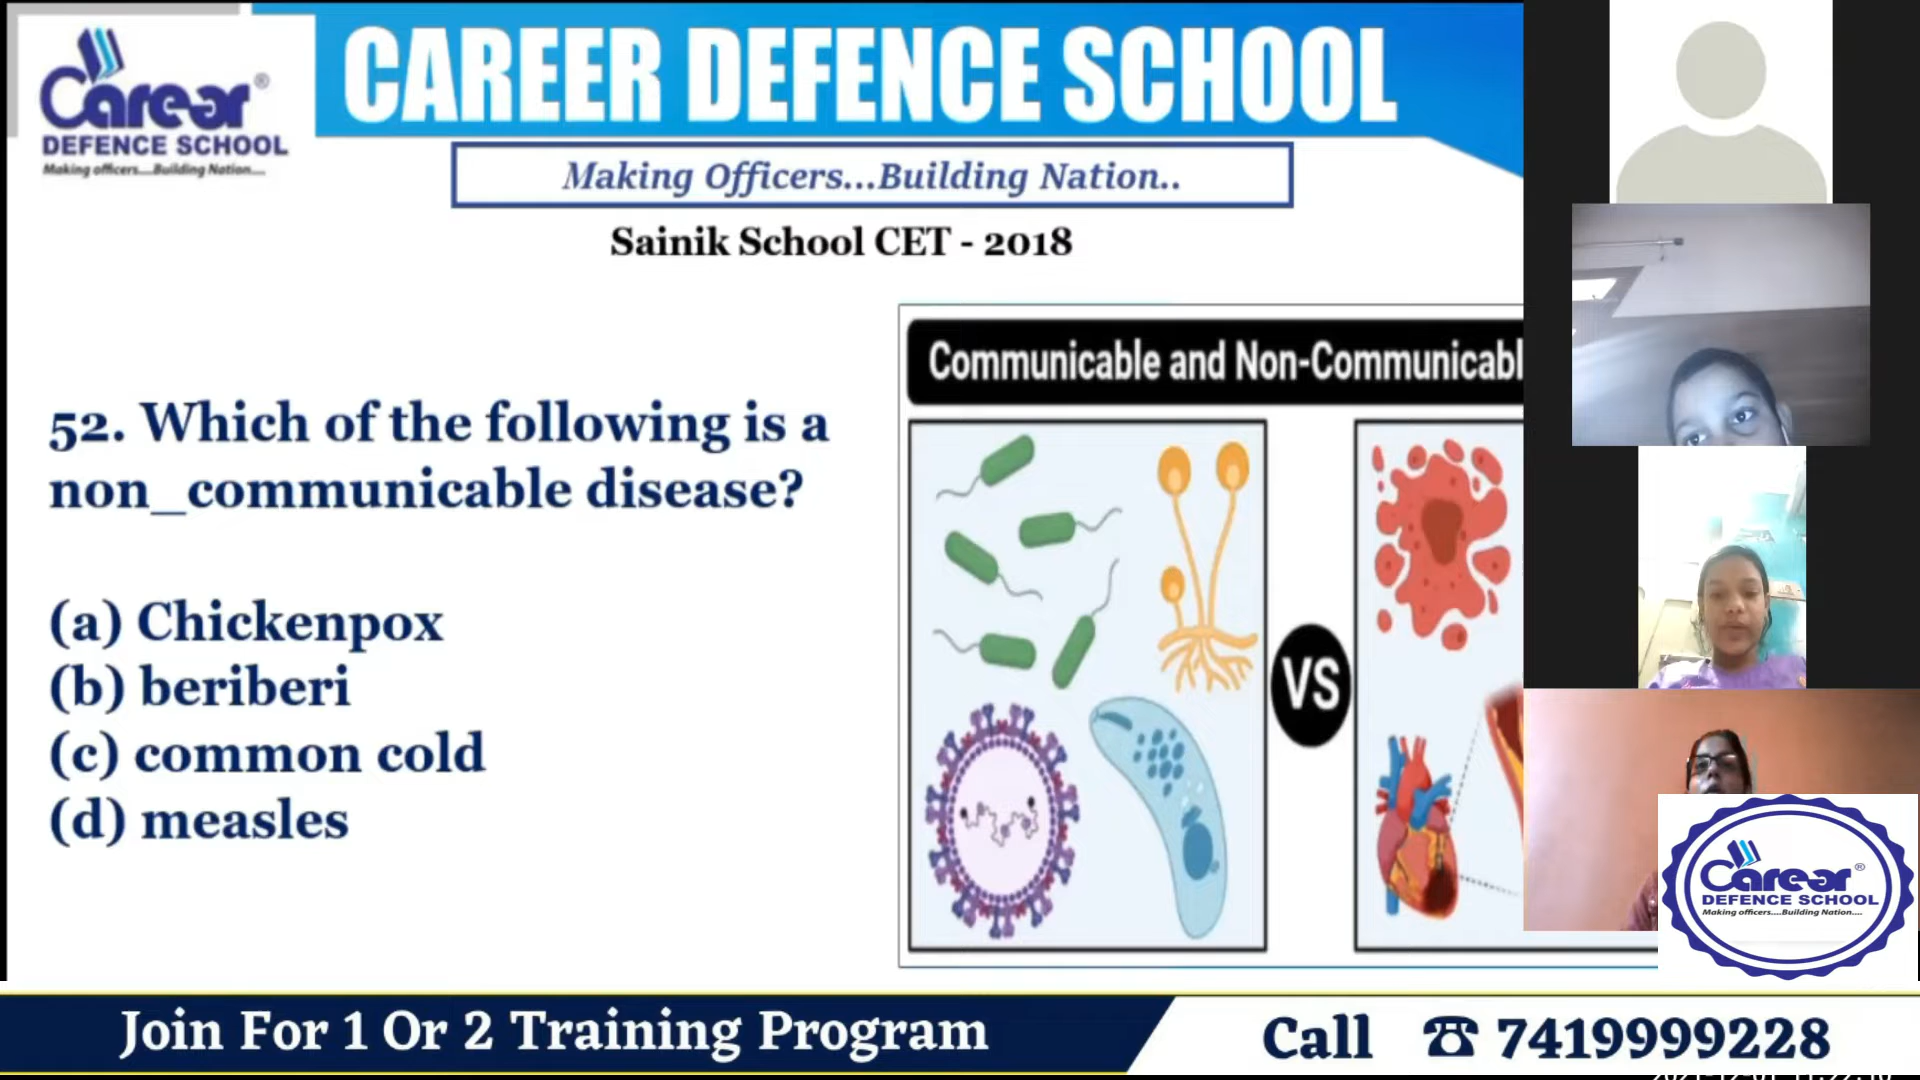 Career®
DEFENCE SCHOOL
Making officers....Building Nation....
CAREER DEFENCE SCHOOL
Making Officers...Building Nation..
Sainik School CET - 2018
52. Which of the following is a
non_communicable disease?
(a) Chickenpox
(b) beriberi
(c) common cold
(d) measles
Communicable and Non-Communicabl
VS
Career®
DEFENCE SCHOOL
Making officers....Building Nation....
Join For 1 Or 2 Training Program
Call ☎ 7419999228